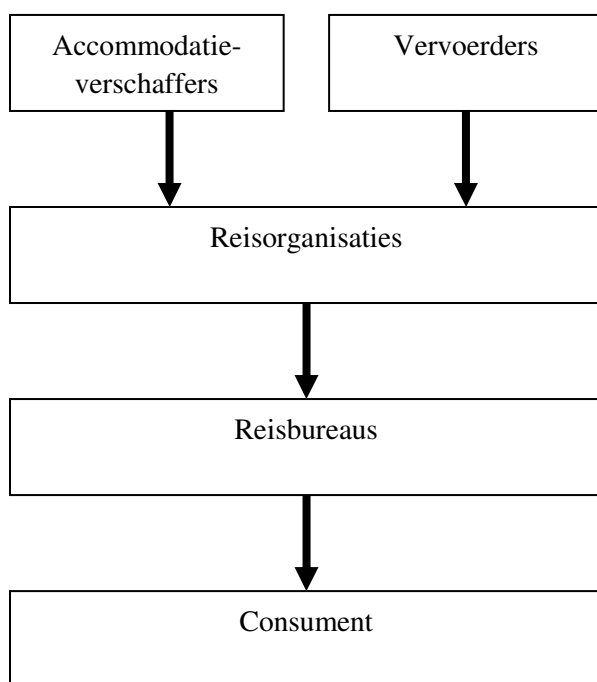 Accommodatie-
verschaffers
Vervoerders
Reisorganisaties
Reisbureaus
Consument